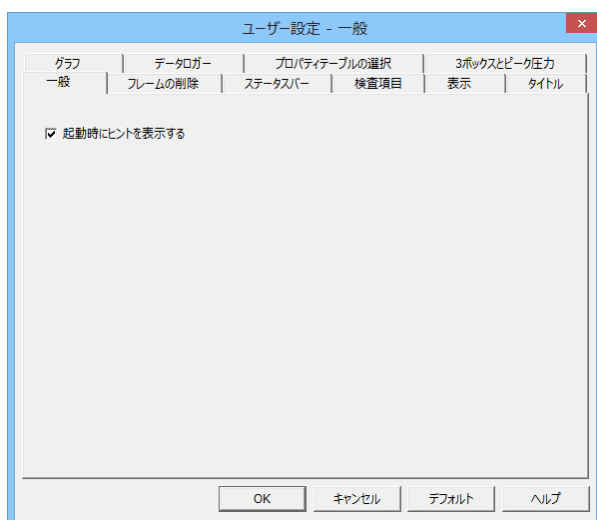 ユーザー設定 - 一般
グラフ データロガー プロパティテーブルの選択 3ボックスとピーク圧力
一般 フレームの削除 ステータスバー 検査項目 表示 タイトル
起動時にヒントを表示する
OK キャンセル デフォルト ヘルプ